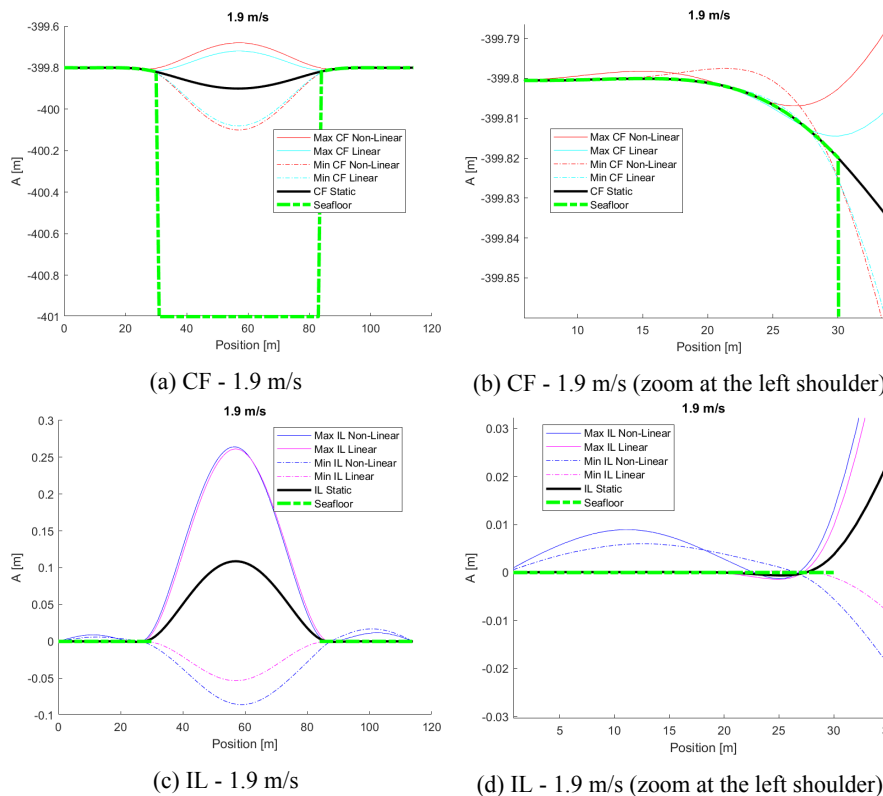 1.9 m/s
-399.6
-399.8
-400
-400.2
-400.4
-400.6
-400.8
-401
A [m]
Max CF Non-Linear
Max CF Linear
Min CF Non-Linear
Min CF Linear
CF Static
Seafloor
0 20 40 60 80 100 120
Position [m]
(a) CF - 1.9 m/s
1.9 m/s
-399.79
-399.8
-399.81
-399.82
-399.83
-399.84
-399.85
A [m]
Max CF Non-Linear
Max CF Linear
Min CF Non-Linear
Min CF Linear
CF Static
Seafloor
10 15 20 25 30
Position [m]
(b) CF - 1.9 m/s (zoom at the left shoulder)
1.9 m/s
0.3
0.25
0.2
0.15
0.1
0.05
0
-0.05
-0.1
A [m]
Max IL Non-Linear
Max IL Linear
Min IL Non-Linear
Min IL Linear
IL Static
Seafloor
0 20 40 60 80 100 120
Position [m]
(c) IL - 1.9 m/s
1.9 m/s
0.03
0.02
0.01
0
-0.01
-0.02
-0.03
A [m]
Max IL Non-Linear
Max IL Linear
Min IL Non-Linear
Min IL Linear
IL Static
Seafloor
5 10 15 20 25 30
Position [m]
(d) IL - 1.9 m/s (zoom at the left shoulder)